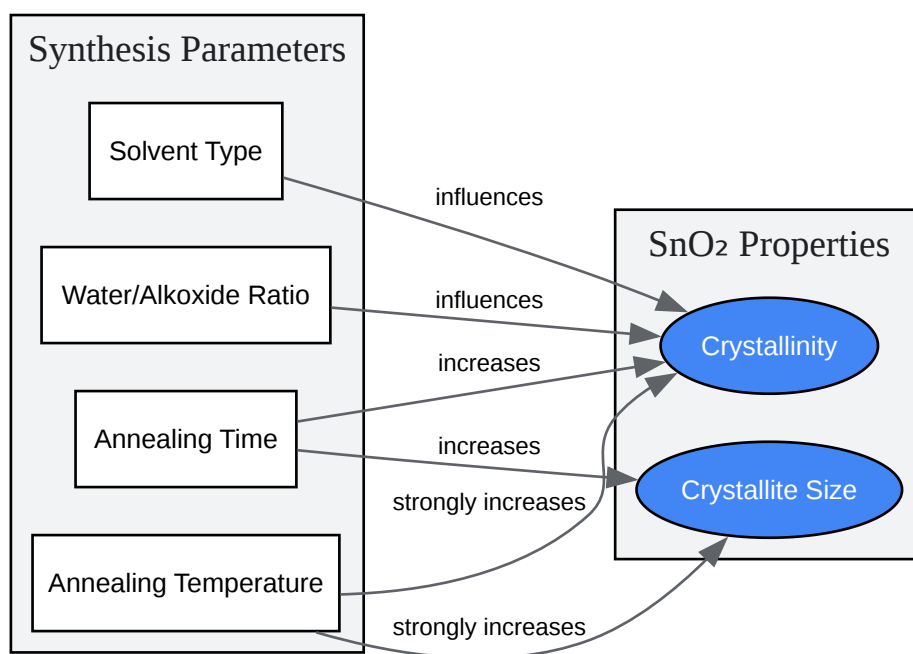 Synthesis Parameters
Solvent Type
Water/Alkoxide Ratio
Annealing Time
Annealing Temperature
influences
influences
increases
increases
strongly increases
strongly increases
SnO₂ Properties
Crystallinity
Crystallite Size